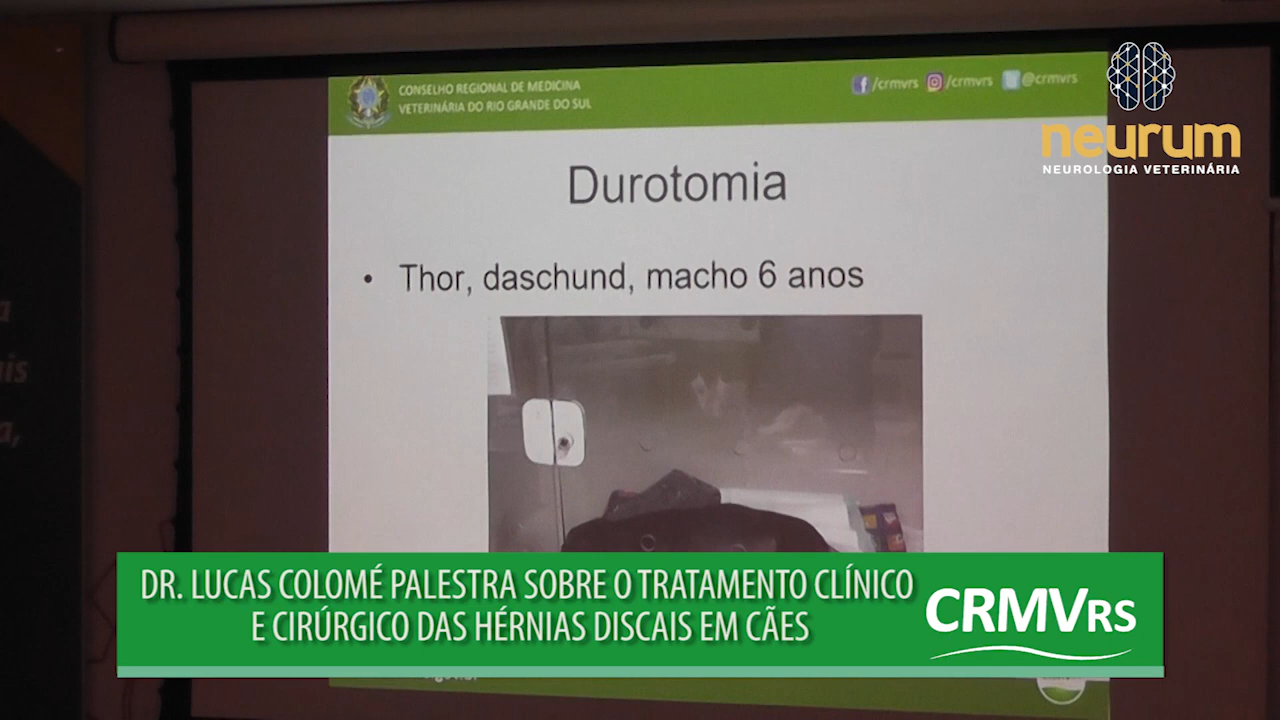 CONSELHO REGIONAL DE MEDICINA
VETERINÁRIA DO RIO GRANDE DO SUL
/crmvrs /crmvrs @crmvrs
neurum
NEUROLOGIA VETERINÁRIA
Durotomia
• Thor, daschund, macho 6 anos
DR. LUCAS COLOMÉ PALESTRA SOBRE O TRATAMENTO CLÍNICO
E CIRÚRGICO DAS HÉRNIAS DISCAIS EM CÃES
CRMVRS